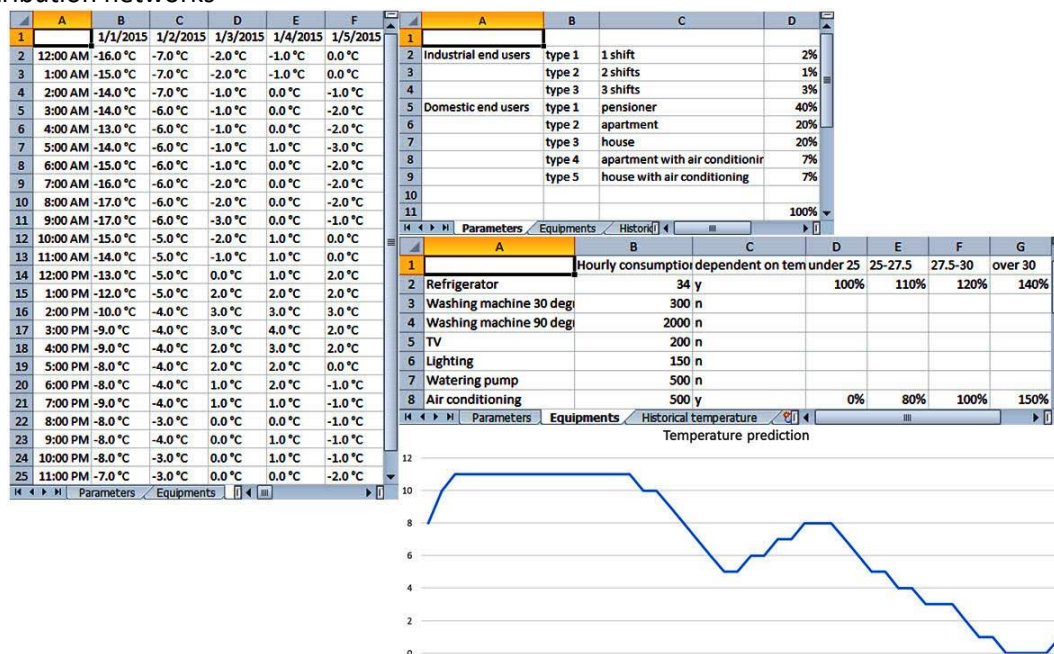 ribution networks
A B C D E F
1 1/1/2015 1/2/2015 1/3/2015 1/4/2015 1/5/2015
2 12:00 AM -16.0 °C -7.0 °C -2.0 °C -1.0 °C 0.0 °C
3 1:00 AM -15.0 °C -7.0 °C -2.0 °C -1.0 °C 0.0 °C
4 2:00 AM -14.0 °C -7.0 °C -1.0 °C 0.0 °C -1.0 °C
5 3:00 AM -14.0 °C -6.0 °C -1.0 °C 0.0 °C -2.0 °C
6 4:00 AM -13.0 °C -6.0 °C -1.0 °C 0.0 °C -2.0 °C
7 5:00 AM -14.0 °C -6.0 °C -1.0 °C 1.0 °C -3.0 °C
8 6:00 AM -15.0 °C -6.0 °C -1.0 °C 0.0 °C -2.0 °C
9 7:00 AM -16.0 °C -6.0 °C -2.0 °C 0.0 °C -2.0 °C
10 8:00 AM -17.0 °C -6.0 °C -2.0 °C 0.0 °C -2.0 °C
11 9:00 AM -17.0 °C -6.0 °C -3.0 °C 0.0 °C -1.0 °C
12 10:00 AM -15.0 °C -5.0 °C -2.0 °C 1.0 °C 0.0 °C
13 11:00 AM -14.0 °C -5.0 °C -1.0 °C 1.0 °C 0.0 °C
14 12:00 PM -13.0 °C -5.0 °C 0.0 °C 1.0 °C 2.0 °C
15 1:00 PM -12.0 °C -5.0 °C 2.0 °C 2.0 °C 2.0 °C
16 2:00 PM -10.0 °C -4.0 °C 3.0 °C 3.0 °C 3.0 °C
17 3:00 PM -9.0 °C -4.0 °C 3.0 °C 4.0 °C 2.0 °C
18 4:00 PM -9.0 °C -4.0 °C 2.0 °C 3.0 °C 2.0 °C
19 5:00 PM -8.0 °C -4.0 °C 2.0 °C 2.0 °C 0.0 °C
20 6:00 PM -8.0 °C -4.0 °C 1.0 °C 2.0 °C -1.0 °C
21 7:00 PM -9.0 °C -4.0 °C 1.0 °C 1.0 °C -1.0 °C
22 8:00 PM -8.0 °C -3.0 °C 0.0 °C 0.0 °C -1.0 °C
23 9:00 PM -8.0 °C -4.0 °C 0.0 °C 1.0 °C -1.0 °C
24 10:00 PM -8.0 °C -3.0 °C 0.0 °C 1.0 °C -1.0 °C
25 11:00 PM -7.0 °C -3.0 °C 0.0 °C 0.0 °C -2.0 °C
Parameters Equipments
A B C D
1
2 Industrial end users type 1 1 shift 2%
3 type 2 2 shifts 1%
4 type 3 3 shifts 3%
5 Domestic end users type 1 pensioner 40%
6 type 2 apartment 20%
7 type 3 house 20%
8 type 4 apartment with air conditionir 7%
9 type 5 house with air conditioning 7%
10
11 100%
Parameters Equipments Histori
A B C D E F G
1 Hourly consumption dependent on tem under 25 25-27.5 27.5-30 over 30
2 Refrigerator 34 y 100% 110% 120% 140%
3 Washing machine 30 degr 300 n
4 Washing machine 90 degr 2000 n
5 TV 200 n
6 Lighting 150 n
7 Watering pump 500 n
8 Air conditioning 500 y 0% 80% 100% 150%
Parameters Equipments Historical temperature
Temperature prediction
12
10
8
6
4
2
0